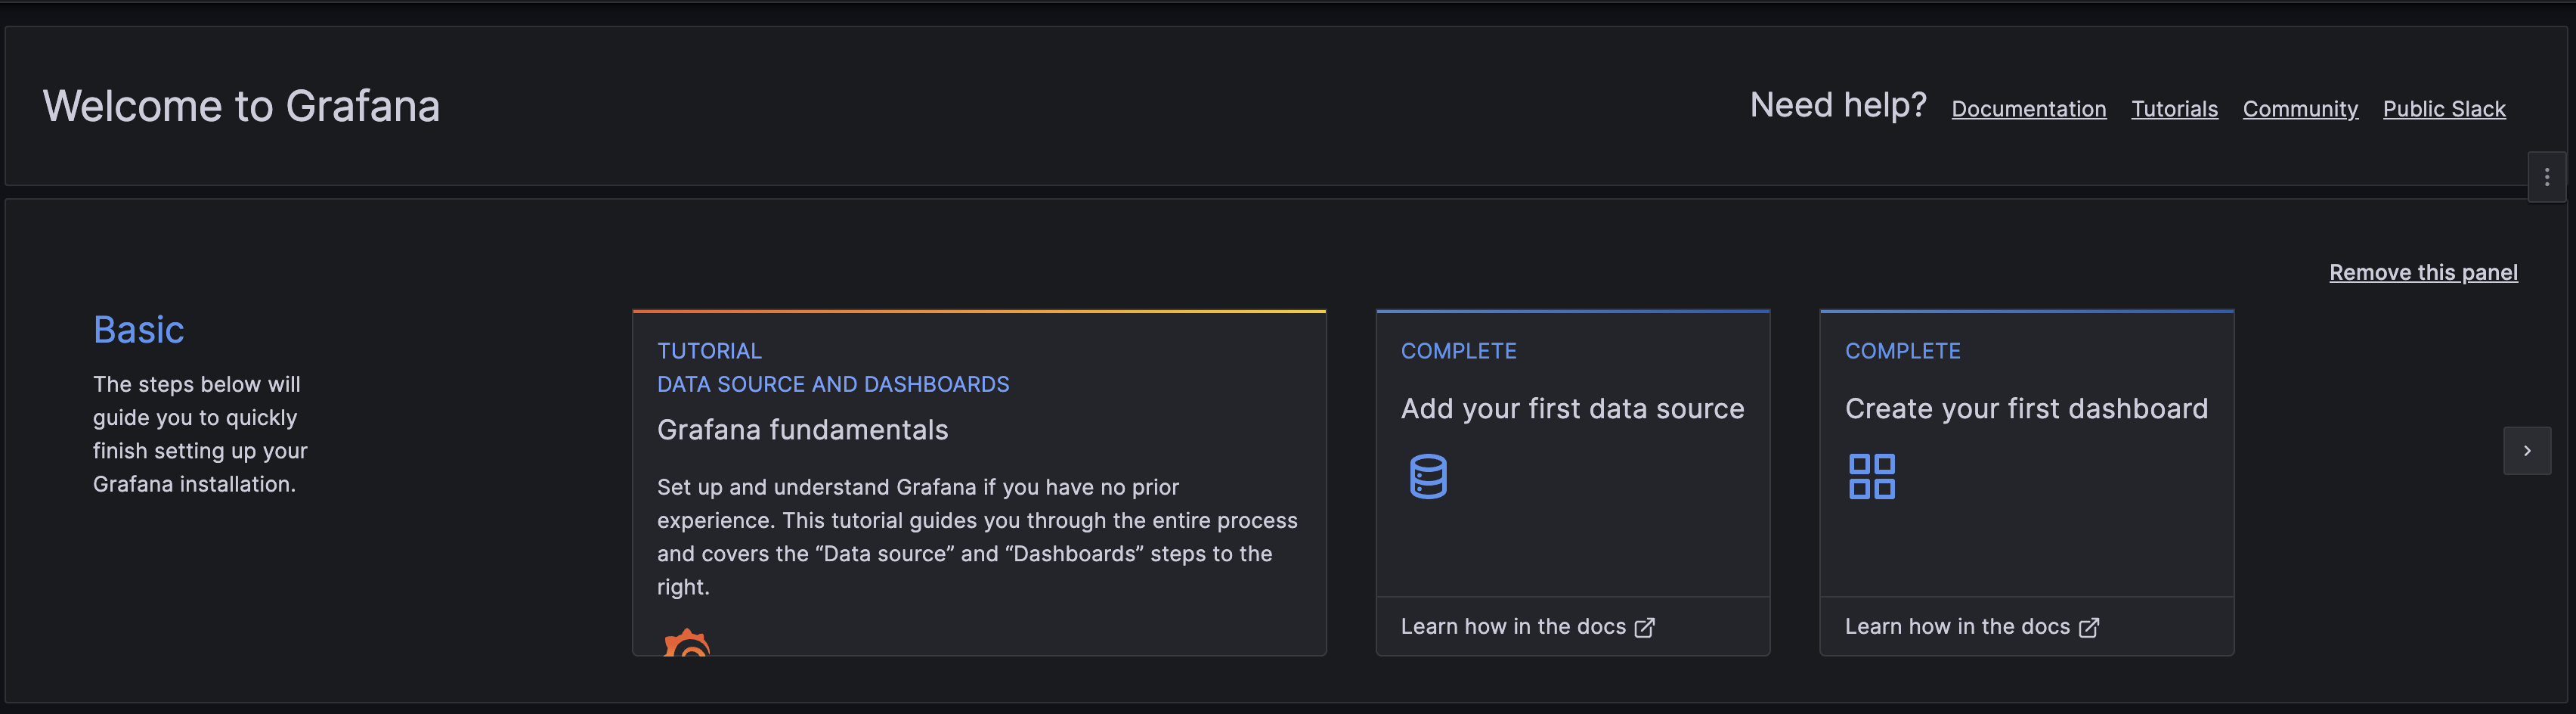 Welcome to Grafana
Need help? Documentation Tutorials Community Public Slack
Remove this panel
Basic
The steps below will
guide you to quickly
finish setting up your
Grafana installation.
TUTORIAL
DATA SOURCE AND DASHBOARDS
Grafana fundamentals
Set up and understand Grafana if you have no prior
experience. This tutorial guides you through the entire process
and covers the “Data source” and “Dashboards” steps to the
right.
COMPLETE
Add your first data source
Learn how in the docs
COMPLETE
Create your first dashboard
Learn how in the docs